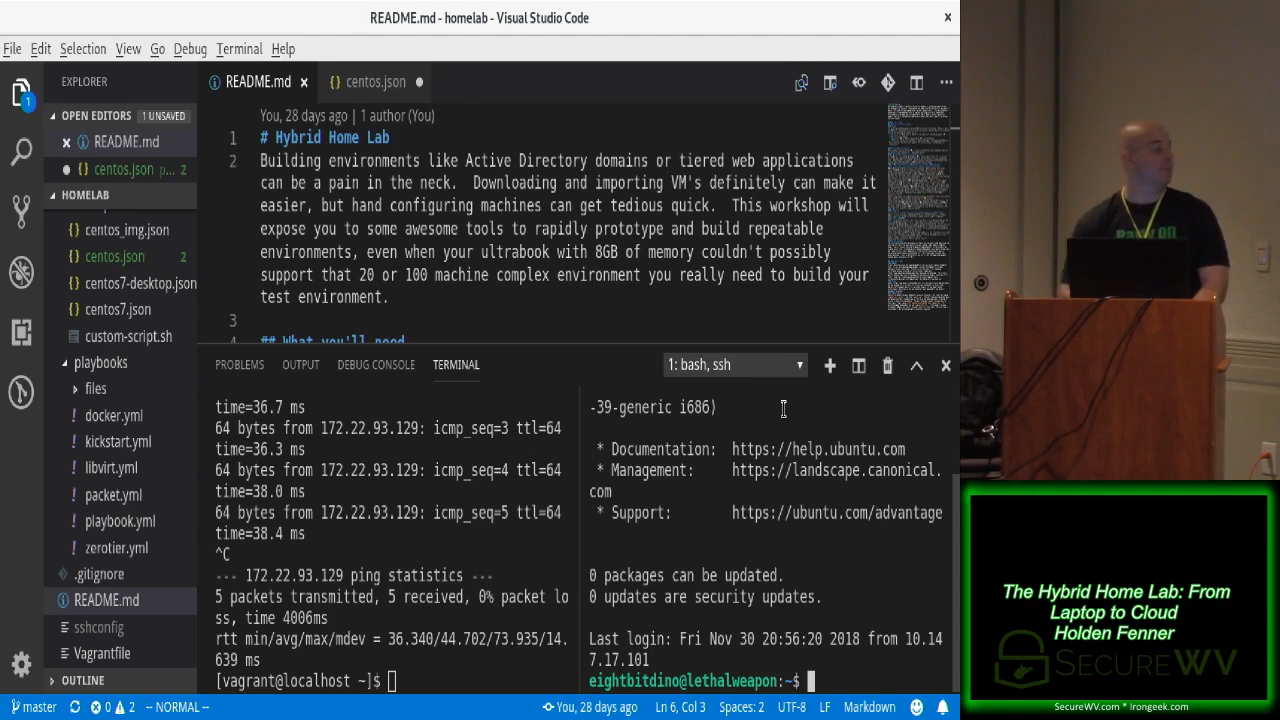 README.md - homelab - Visual Studio Code
×
File Edit Selection View Go Debug Terminal Help
EXPLORER
OPEN EDITORS 1 UNSAVED
README.md
centos.json p... 2
HOMELAB
centos_img.json
centos.json 2
centos7-desktop.json
centos7.json
custom-script.sh
playbooks
files
docker.yml
kickstart.yml
libvirt.yml
packet.yml
playbook.yml
zerotier.yml
.gitignore
README.md
sshconfig
Vagrantfile
OUTLINE
1
README.md × {} centos.json
You, 28 days ago | 1 author (You)
1 # Hybrid Home Lab
2 Building environments like Active Directory domains or tiered web applications
can be a pain in the neck.  Downloading and importing VM's definitely can make it
easier, but hand configuring machines can get tedious quick.  This workshop will
expose you to some awesome tools to rapidly prototype and build repeatable
environments, even when your ultrabook with 8GB of memory couldn't possibly
support that 20 or 100 machine complex environment you really need to build your
test environment.
3
4 ## What you'll need
PROBLEMS OUTPUT DEBUG CONSOLE TERMINAL 1: bash, ssh
time=36.7 ms
64 bytes from 172.22.93.129: icmp_seq=3 ttl=64
time=36.3 ms
64 bytes from 172.22.93.129: icmp_seq=4 ttl=64
time=38.0 ms
64 bytes from 172.22.93.129: icmp_seq=5 ttl=64
time=38.4 ms
^C
--- 172.22.93.129 ping statistics ---
5 packets transmitted, 5 received, 0% packet lo
ss, time 4006ms
rtt min/avg/max/mdev = 36.340/44.702/73.935/14.
639 ms
[vagrant@localhost ~]$
-39-generic i686)
* Documentation:  https://help.ubuntu.com
* Management:     https://landscape.canonical.
com
* Support:        https://ubuntu.com/advantage
0 packages can be updated.
0 updates are security updates.
Last login: Fri Nov 30 20:56:20 2018 from 10.14
7.17.101
eightbitdino@lethalweapon:~$
master 0 2 -- NORMAL -- You, 28 days ago Ln 6, Col 3 Spaces: 2 UTF-8 LF Markdown
The Hybrid Home Lab: From
Laptop to Cloud
Holden Fenner
SECUREWV
SecureWV.com * Irongeek.com